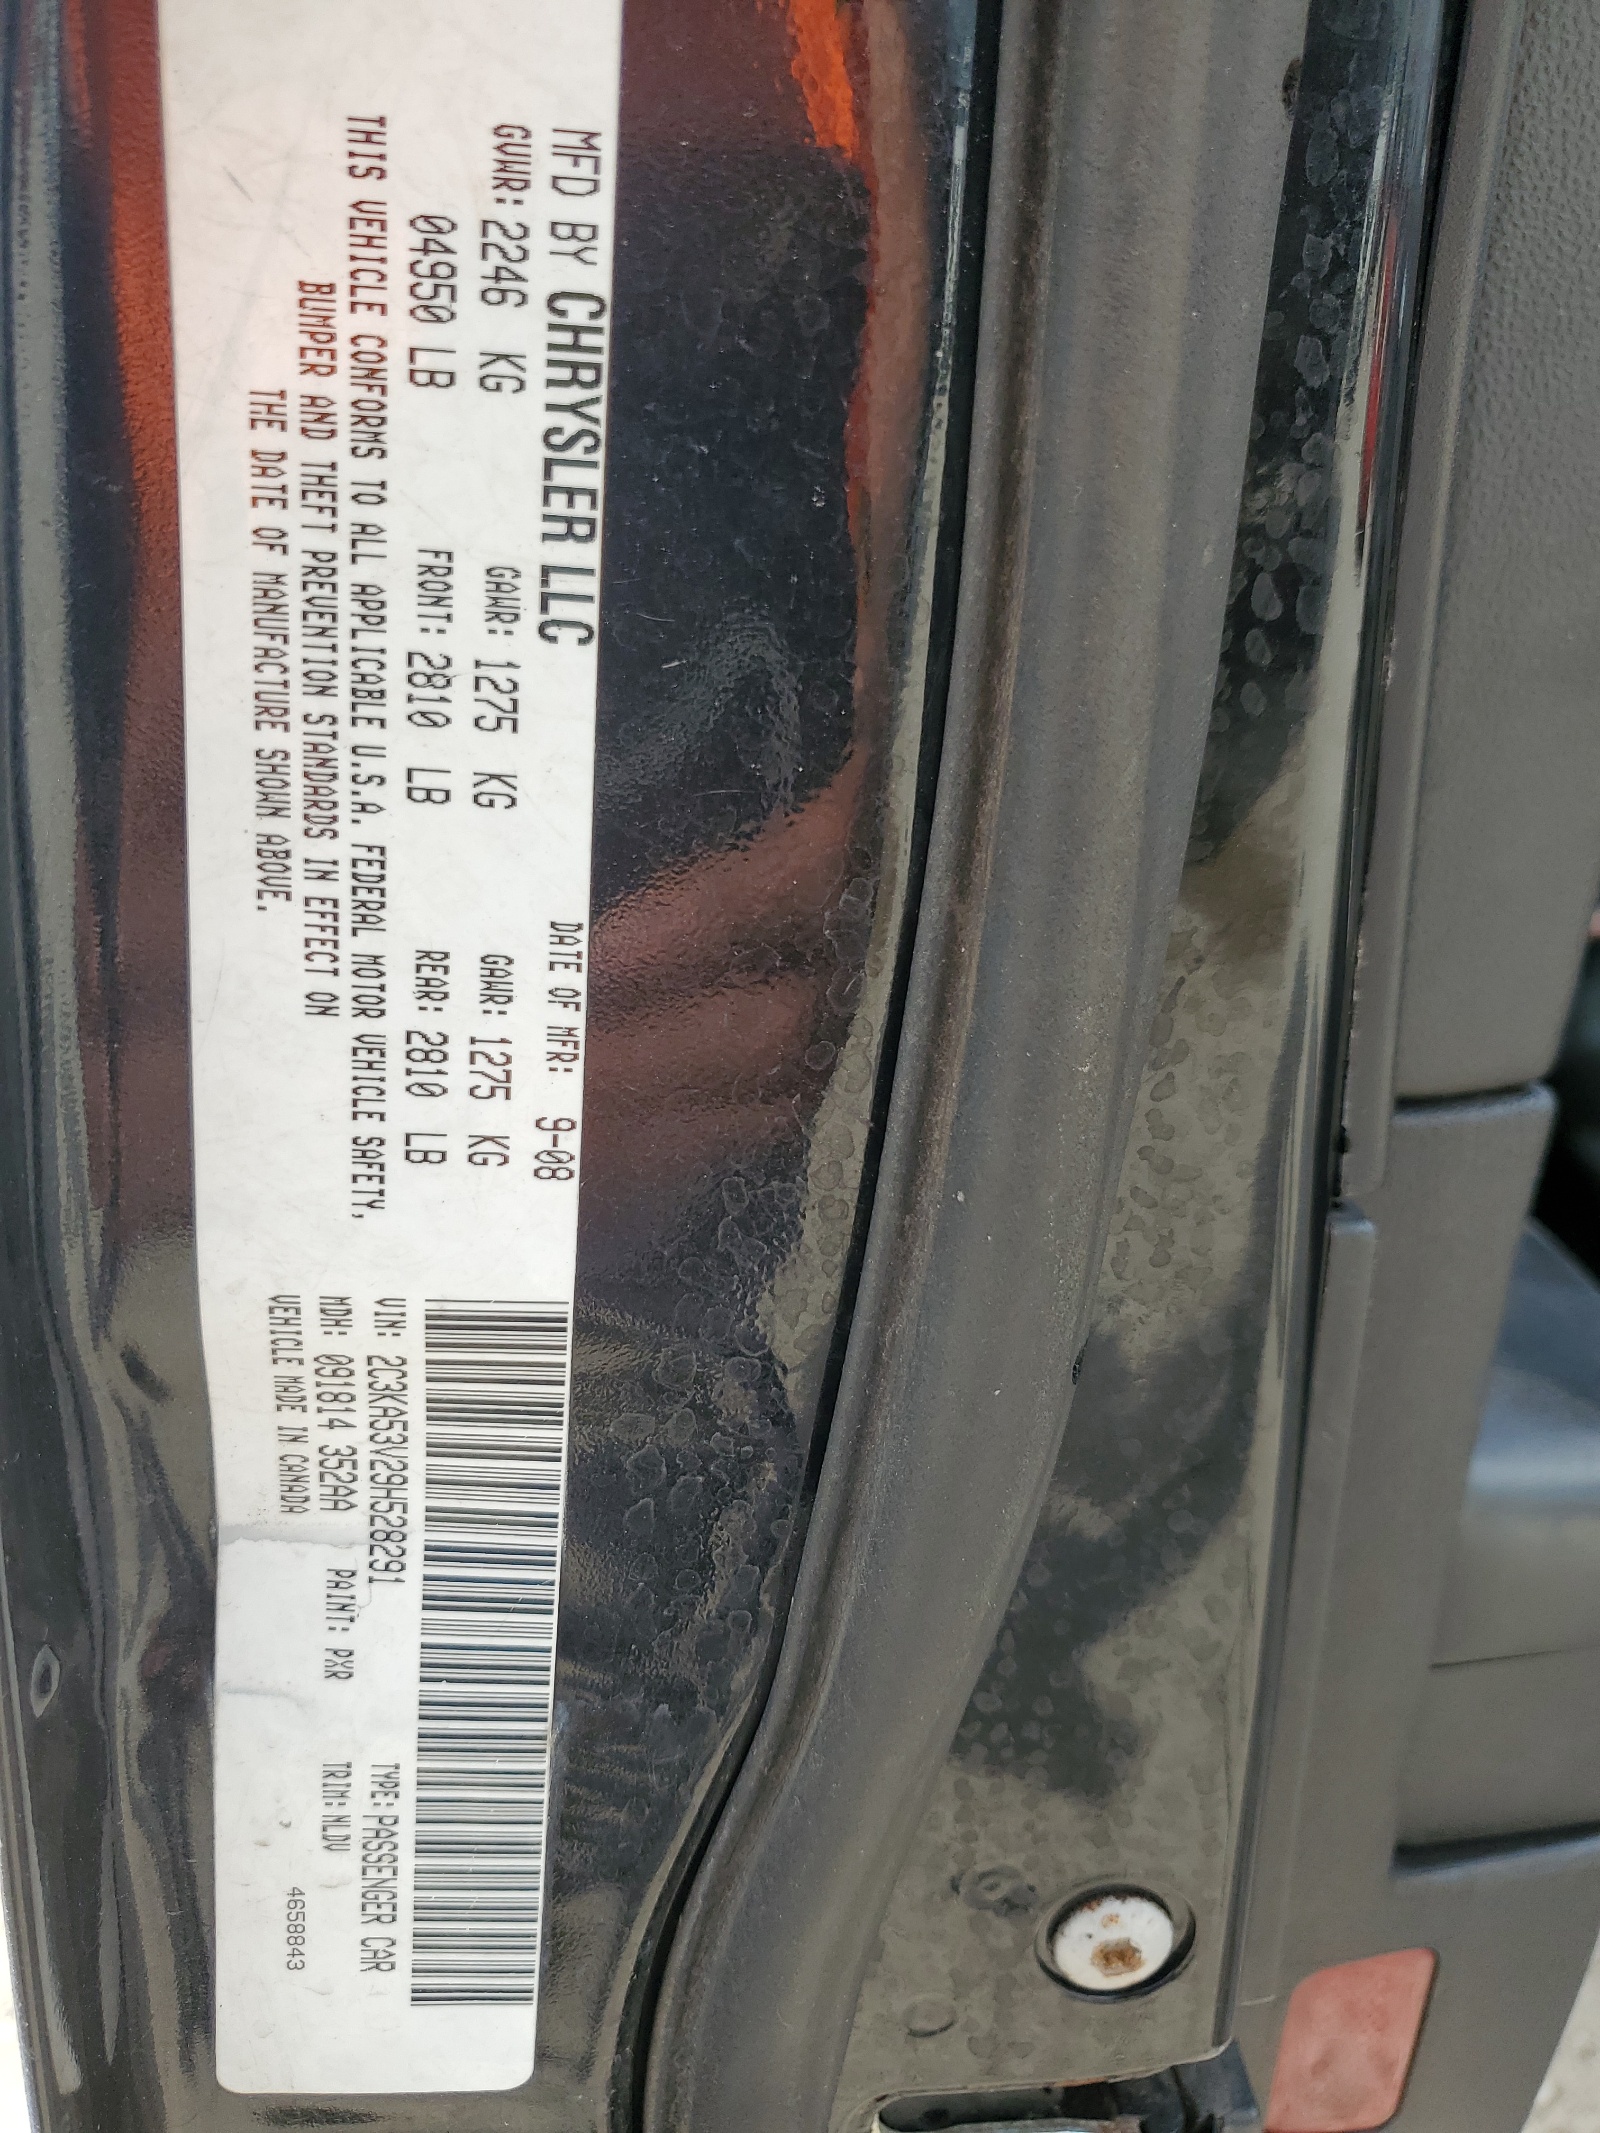 MFD BY CHRYSLER LLC DATE OF MFR: 9-08
GVWR: 2246 KG GAWR: 1275 KG GAWR: 1275 KG
04950 LB FRONT: 2810 LB REAR: 2810 LB
THIS VEHICLE CONFORMS TO ALL APPLICABLE U.S.A. FEDERAL MOTOR VEHICLE SAFETY,
BUMPER AND THEFT PREVENTION STANDARDS IN EFFECT ON
THE DATE OF MANUFACTURE SHOWN ABOVE.
VIN: 2C3KA53V29H528291 TYPE: PASSENGER CAR
MDH: 091814 352AA PAINT: PXR TRIM: NLDV
VEHICLE MADE IN CANADA 4658843